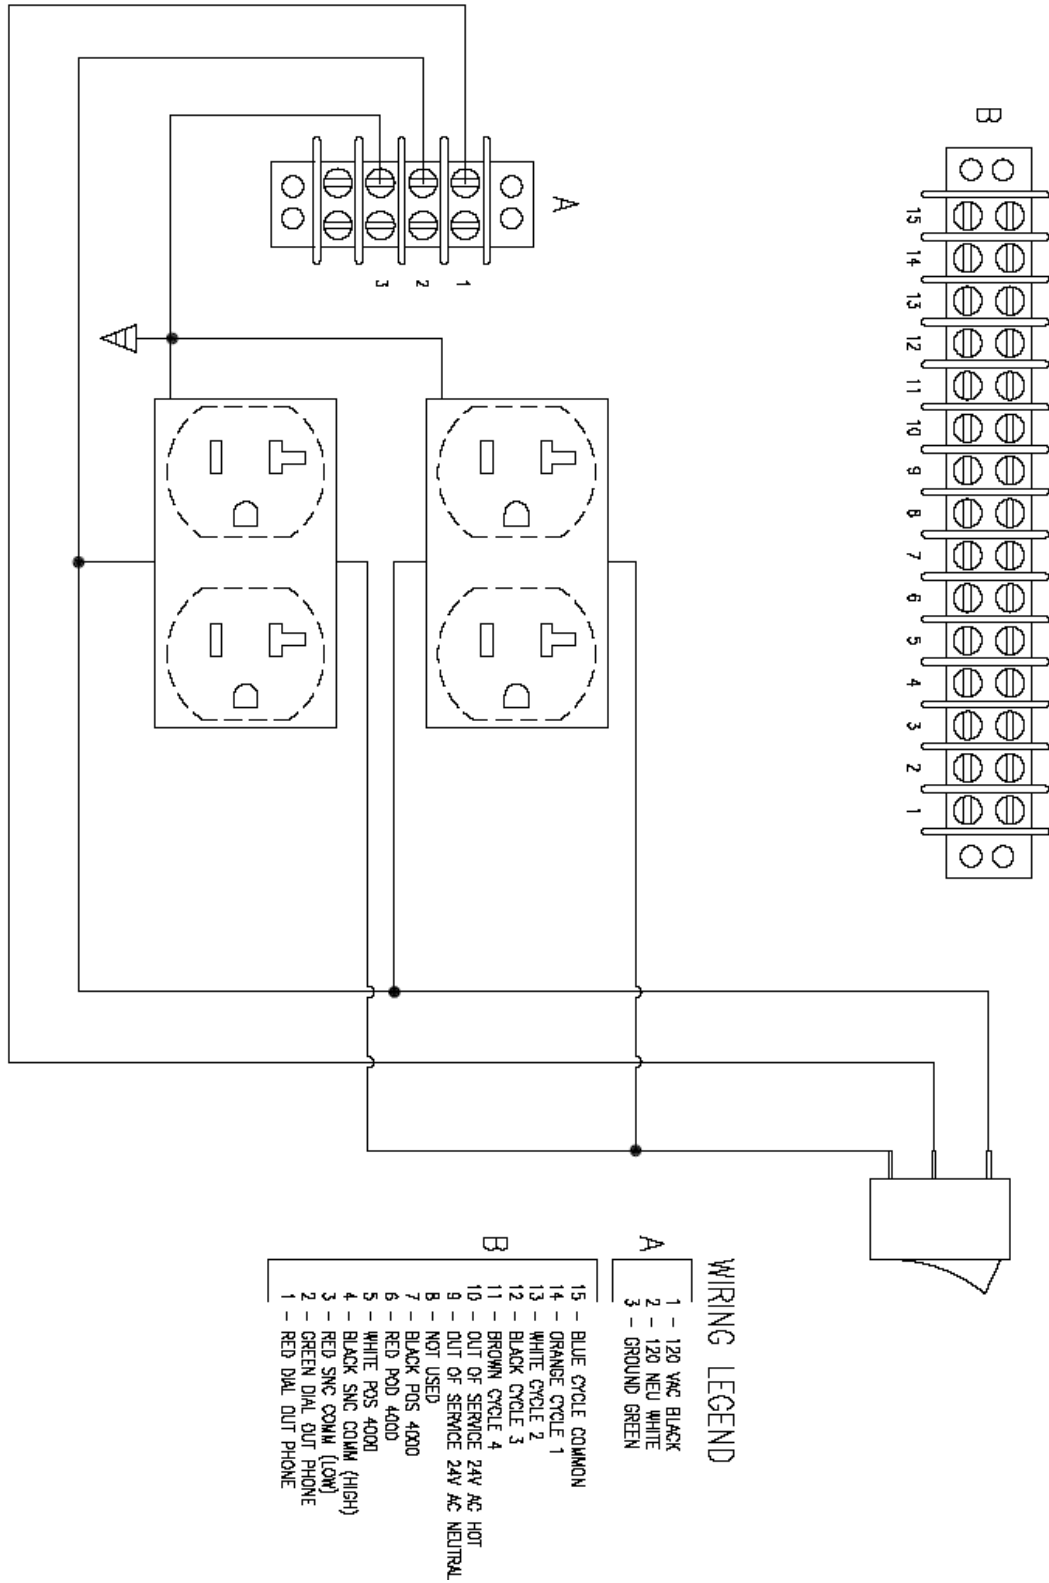 B
15 14 13 12 11 10 9 8 7 6 5 4 3 2 1
A
1
2
3
WIRING LEGEND
A
1 - 120 VAC BLACK
2 - 120 NEU WHITE
3 - GROUND GREEN
B
15 - BLUE CYCLE COMMON
14 - ORANGE CYCLE 1
13 - WHITE CYCLE 2
12 - BLACK CYCLE 3
11 - BROWN CYCLE 4
10 - OUT OF SERVICE 24V AC HOT
9 - OUT OF SERVICE 24V AC NEUTRAL
8 - NOT USED
7 - BLACK POS 4000
6 - RED POD 4000
5 - WHITE POS 4000
4 - BLACK SNC COMM (HIGH)
3 - RED SNC COMM (LOW)
2 - GREEN DIAL OUT PHONE
1 - RED DIAL OUT PHONE